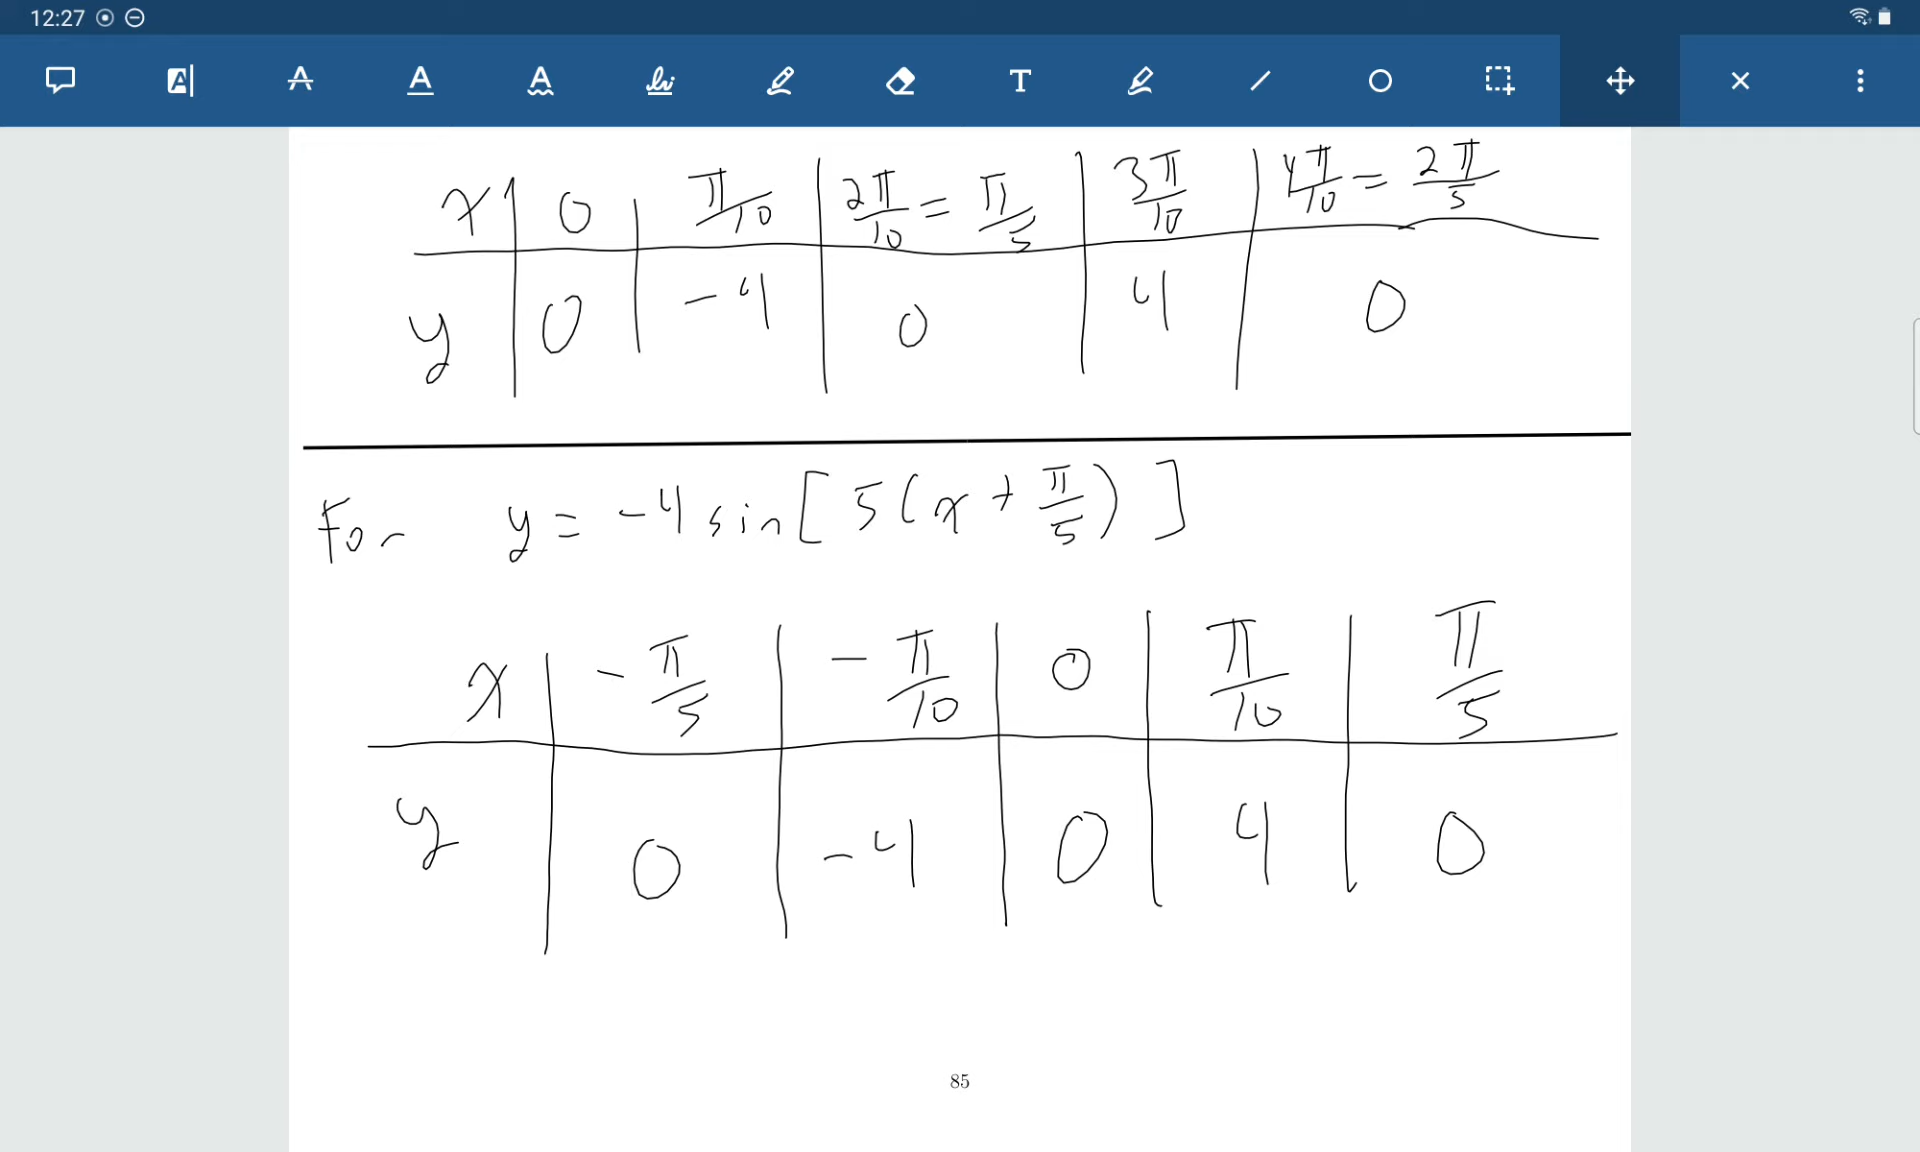 12:27
x | 0 | π/10 | 2π/10 = π/5 | 3π/10 | 4π/10 = 2π/5
y | 0 | -4 | 0 | 4 | 0
For y = -4 sin[ 5(x + π/5) ]
x | -π/5 | -π/10 | 0 | π/10 | π/5
y | 0 | -4 | 0 | 4 | 0
85